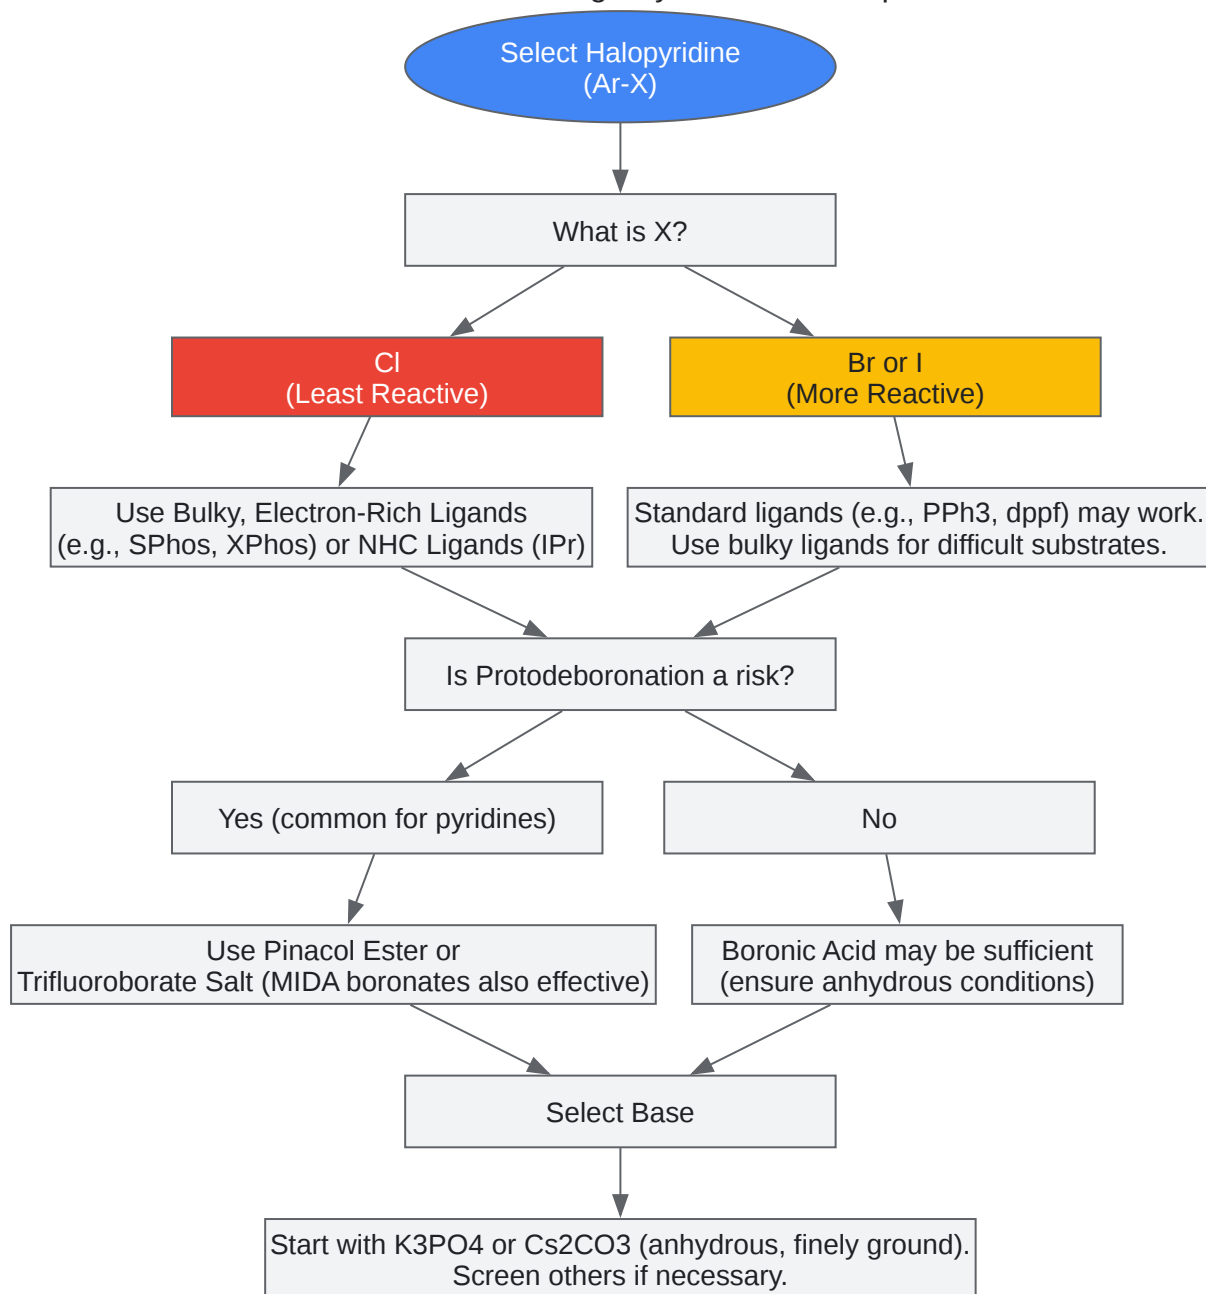 Select Halopyridine
(Ar-X)
What is X?
Cl
(Least Reactive)
Br or I
(More Reactive)
Use Bulky, Electron-Rich Ligands
(e.g., SPhos, XPhos) or NHC Ligands (IPr)
Standard ligands (e.g., PPh3, dppf) may work.
Use bulky ligands for difficult substrates.
Is Protodeboronation a risk?
Yes (common for pyridines)
No
Use Pinacol Ester or
Trifluoroborate Salt (MIDA boronates also effective)
Boronic Acid may be sufficient
(ensure anhydrous conditions)
Select Base
Start with K3PO4 or Cs2CO3 (anhydrous, finely ground).
Screen others if necessary.